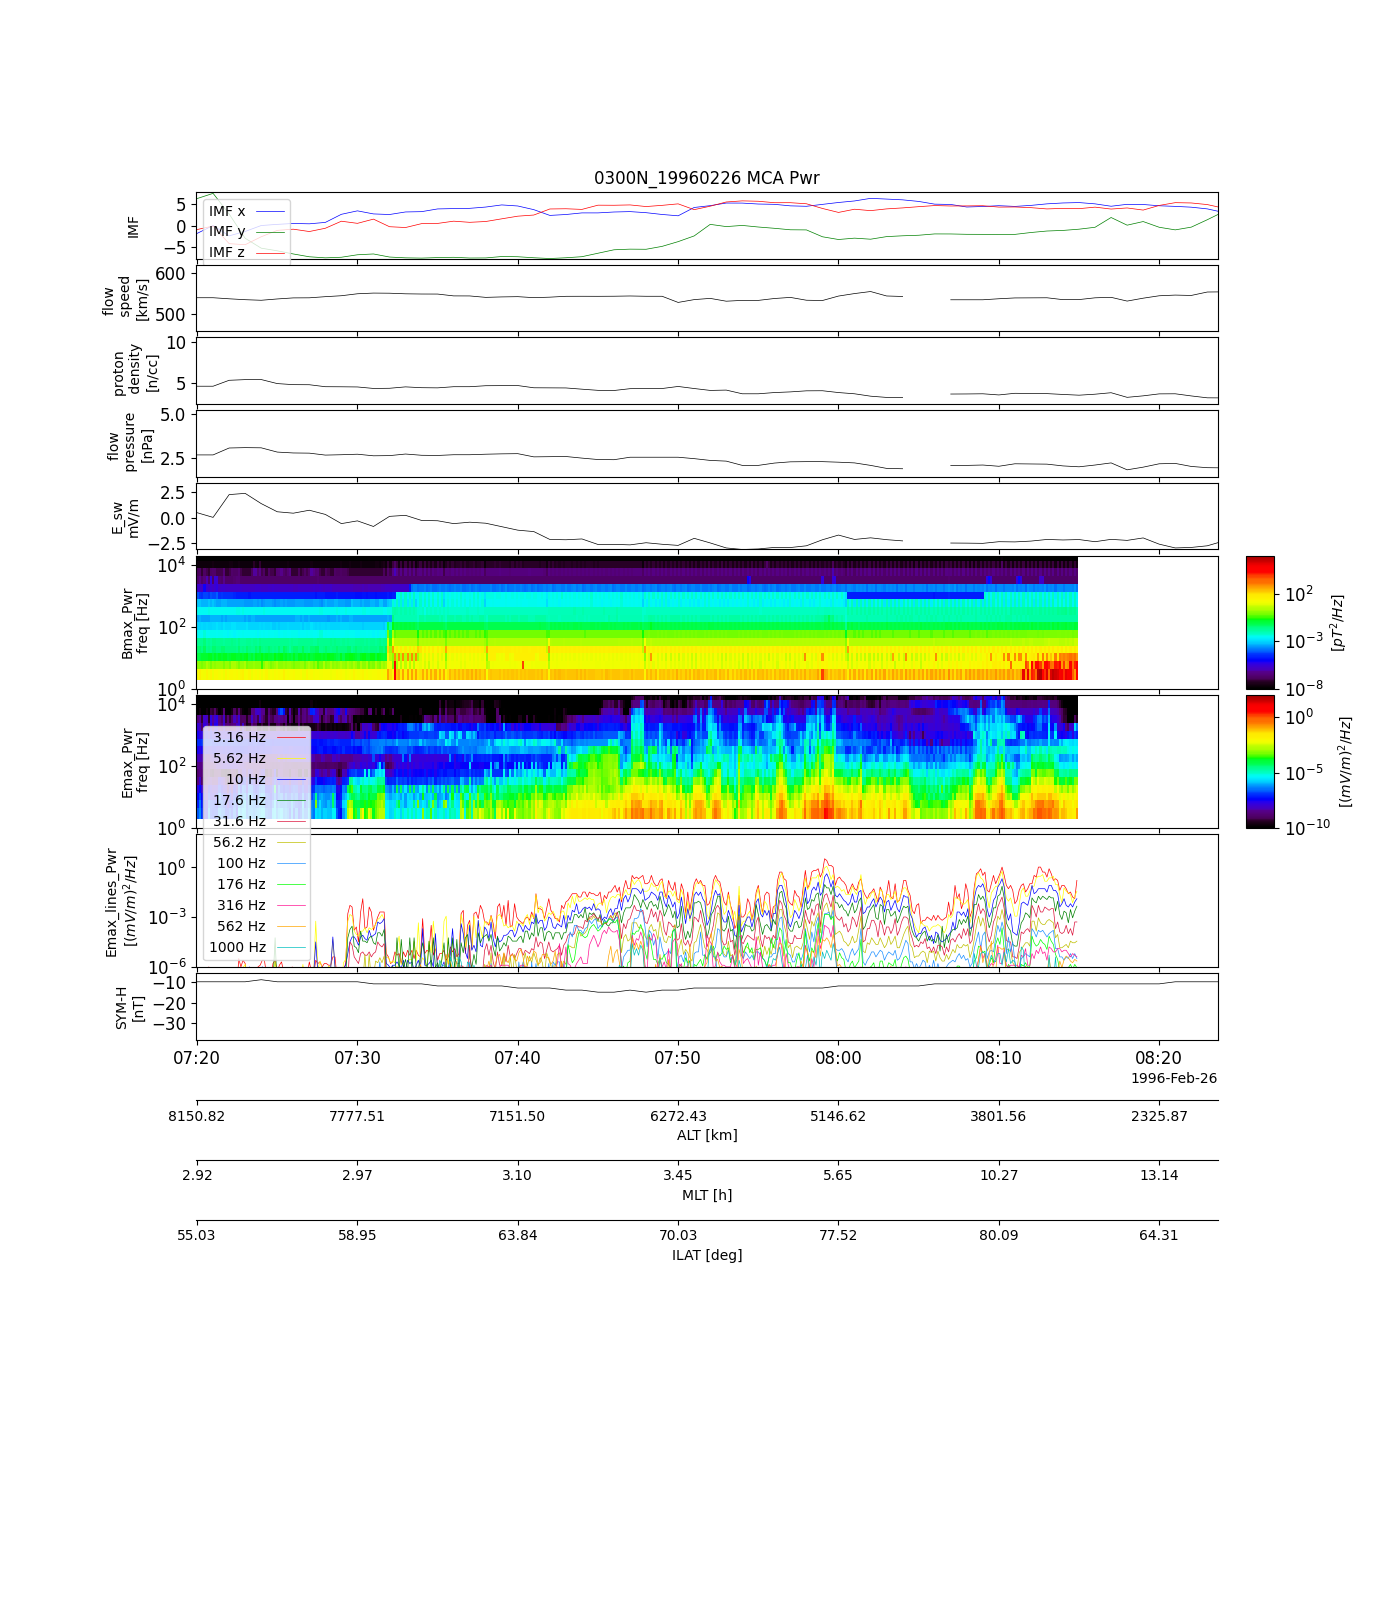 0300N_19960226 MCA Pwr
IMF
5
0
−5
IMF x
IMF y
IMF z
flow
speed
[km/s]
600
500
proton
density
[n/cc]
10
5
flow
pressure
[nPa]
5.0
2.5
E_sw
mV/m
2.5
0.0
−2.5
Bmax_Pwr
freq [Hz]
10^4
10^2
10^0
10^2
10^−3
10^−8
[pT^2/Hz]
Emax_Pwr
freq [Hz]
10^4
10^2
10^0
10^0
10^−5
10^−10
[(mV/m)^2/Hz]
3.16 Hz
5.62 Hz
10 Hz
17.6 Hz
31.6 Hz
56.2 Hz
100 Hz
176 Hz
316 Hz
562 Hz
1000 Hz
Emax_lines_Pwr
[(mV/m)^2/Hz]
10^0
10^−3
10^−6
SYM-H
[nT]
−10
−20
−30
07:20 07:30 07:40 07:50 08:00 08:10 08:20
1996-Feb-26
8150.82 7777.51 7151.50 6272.43 5146.62 3801.56 2325.87
ALT [km]
2.92 2.97 3.10 3.45 5.65 10.27 13.14
MLT [h]
55.03 58.95 63.84 70.03 77.52 80.09 64.31
ILAT [deg]